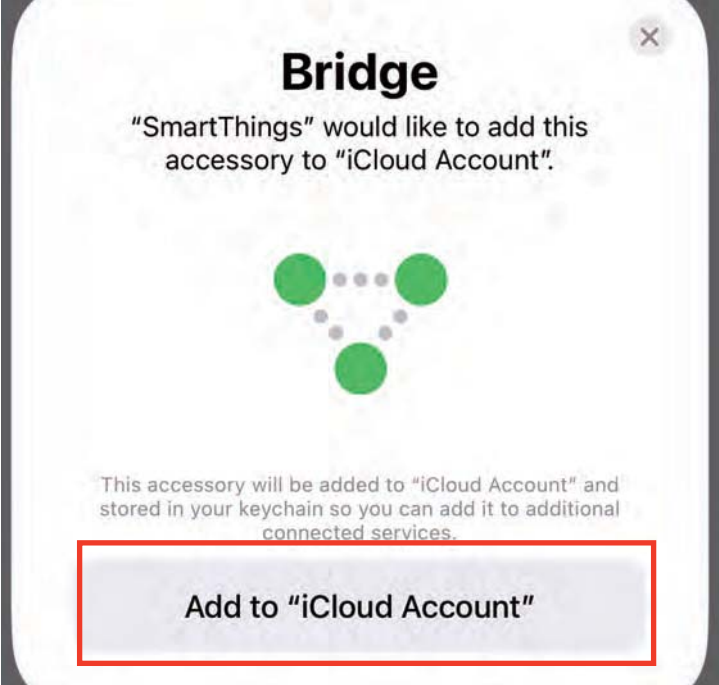 Bridge
“SmartThings” would like to add this
accessory to “iCloud Account”.
This accessory will be added to “iCloud Account” and
stored in your keychain so you can add it to additional
connected services.
Add to “iCloud Account”